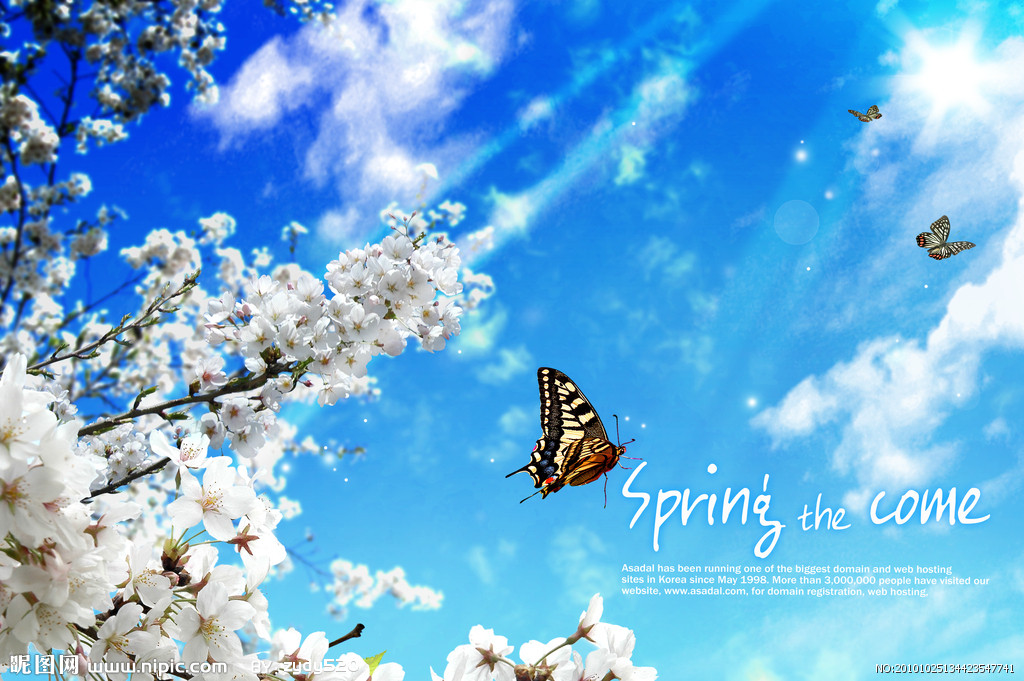 Spring the come
Asadal has been running one of the biggest domain and web hosting
sites in Korea since May 1998. More than 3,000,000 people have visited our
website, www.asadal.com, for domain registration, web hosting.
昵图网 www.nipic.com BY zydy520
NO:20101025134423547741